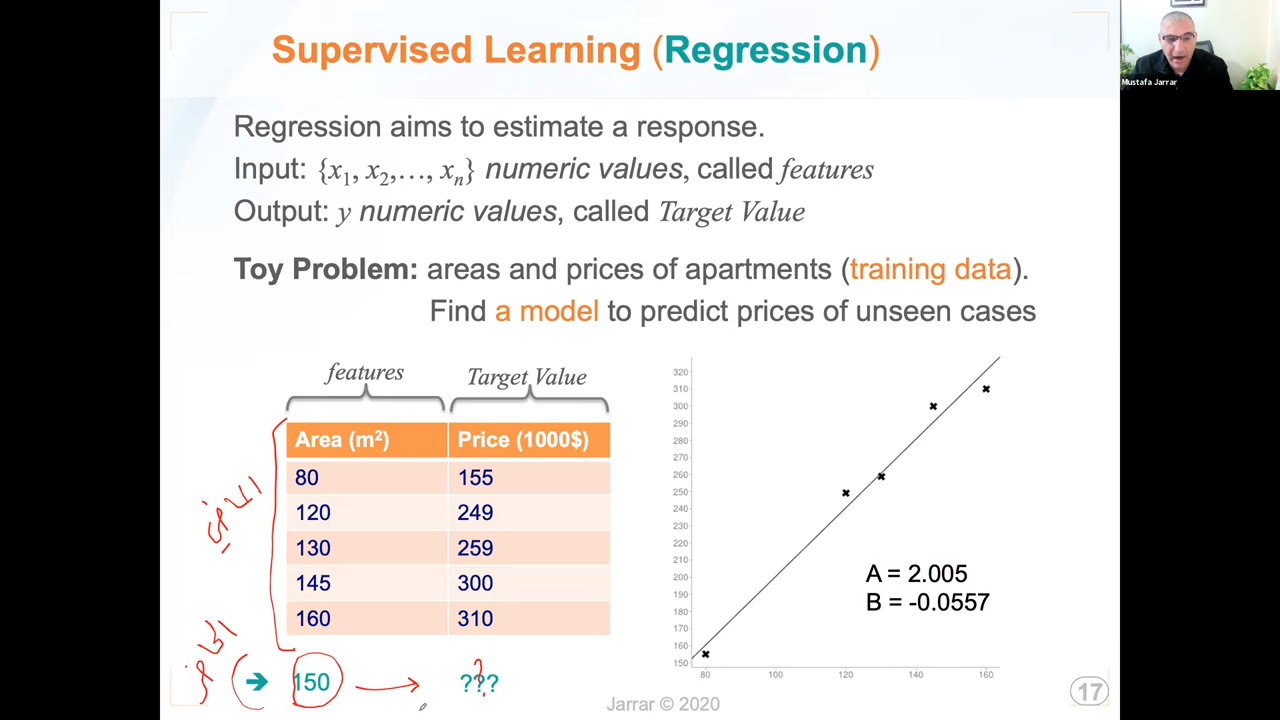 Supervised Learning (Regression)
Mustafa Jarrar
Regression aims to estimate a response.
Input: {x₁, x₂,…, xₙ} numeric values, called features
Output: y numeric values, called Target Value
Toy Problem: areas and prices of apartments (training data).
Find a model to predict prices of unseen cases
features Target Value
Area (m²) Price (1000$)
80 155
120 249
130 259
145 300
160 310
➔ 150 ???
320
310
300
290
280
270
260
250
240
230
220
210
200
190
180
170
160
150
80 100 120 140 160
A = 2.005
B = -0.0557
Jarrar © 2020
17